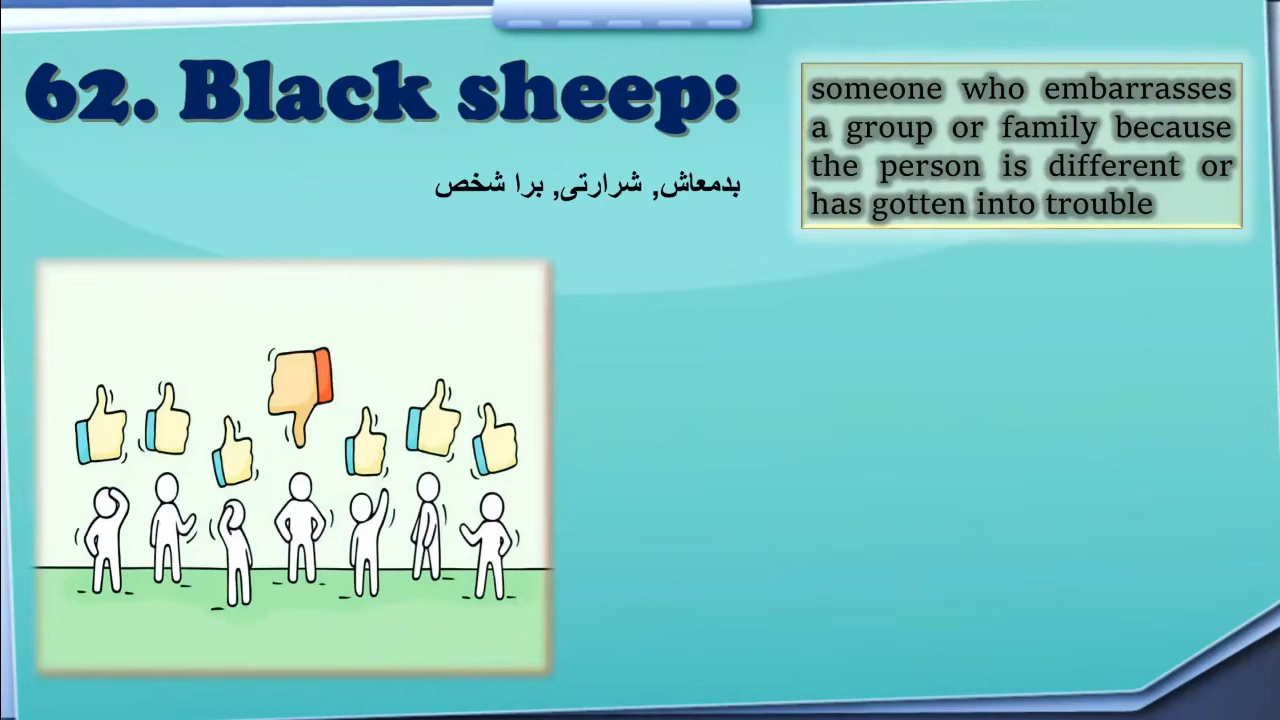 62. Black sheep:
بدمعاش, شرارتی, برا شخص
someone who embarrasses
a group or family because
the person is different or
has gotten into trouble